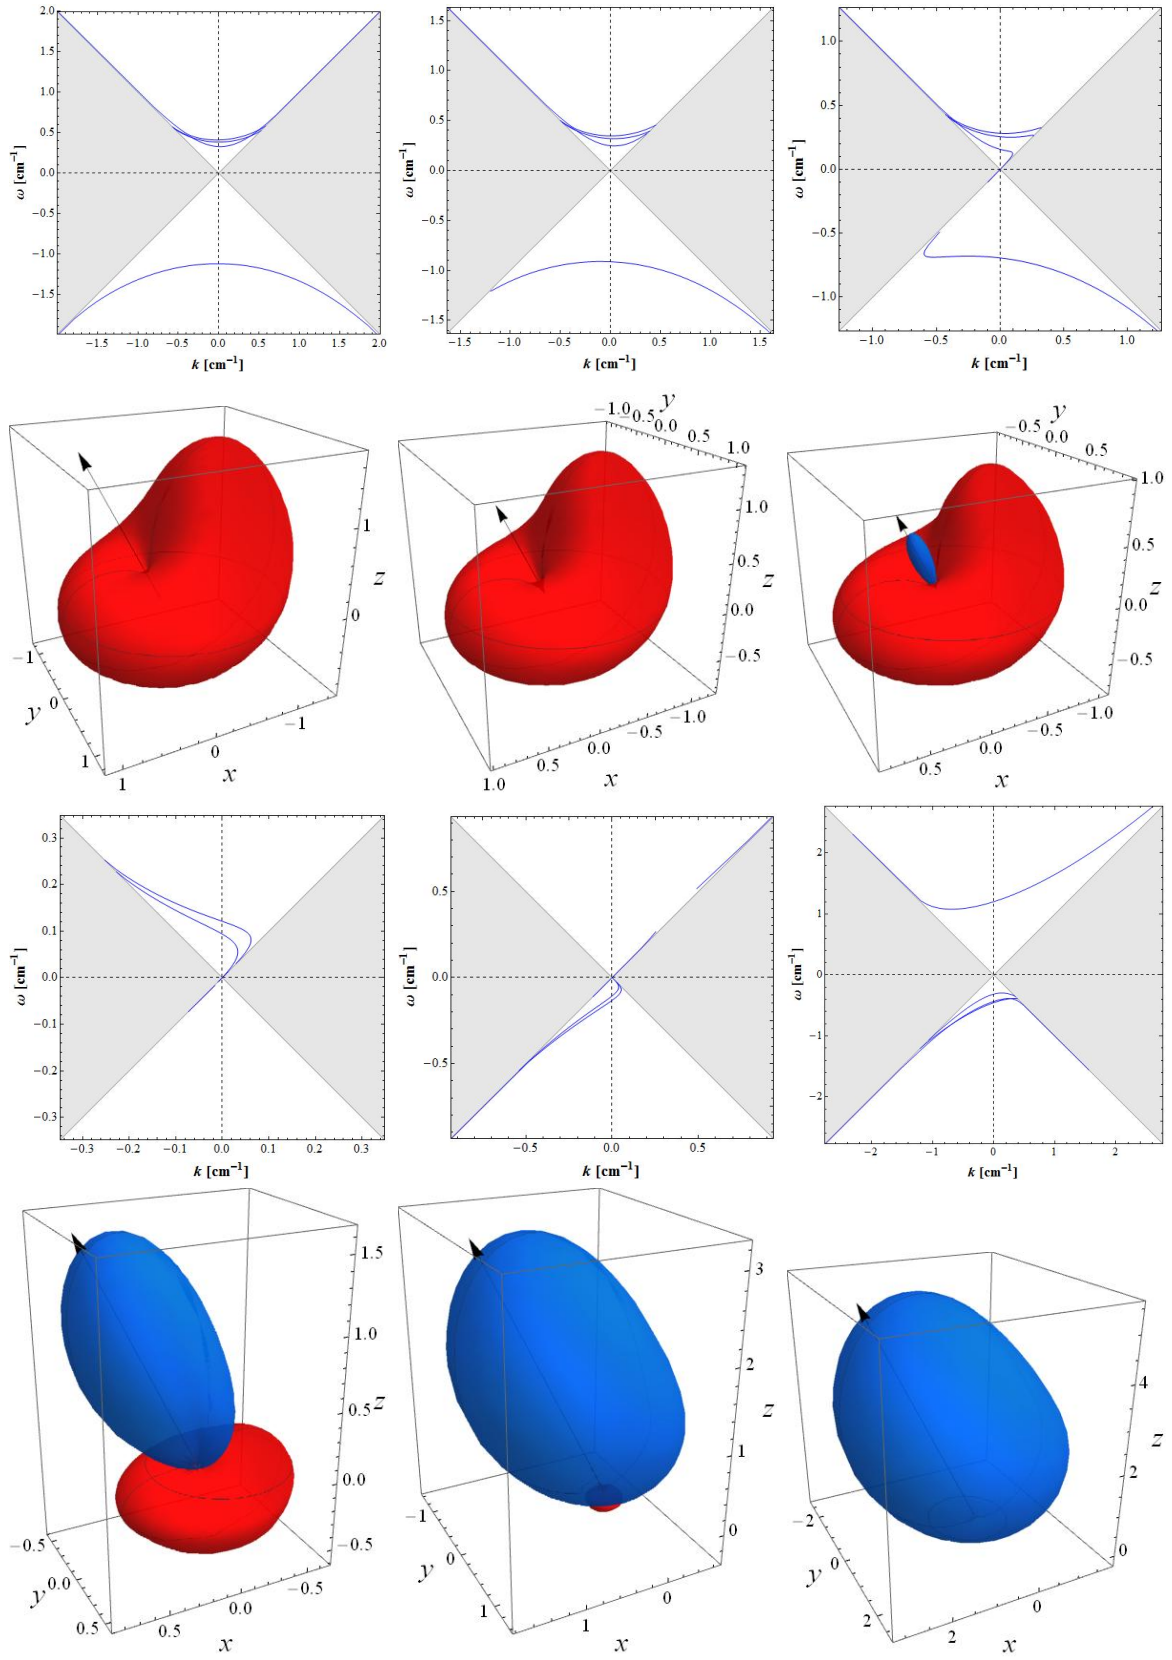 2.0
1.5
1.0
0.5
0.0
−0.5
−1.0
−1.5
ω [cm⁻¹]
−1.5 −1.0 −0.5 0.0 0.5 1.0 1.5 2.0
k [cm⁻¹]
1.5
1.0
0.5
0.0
−0.5
−1.0
−1.5
ω [cm⁻¹]
−1.5 −1.0 −0.5 0.0 0.5 1.0 1.5
k [cm⁻¹]
1.0
0.5
0.0
−0.5
−1.0
ω [cm⁻¹]
−1.0 −0.5 0.0 0.5 1.0
k [cm⁻¹]
1
z
0
−1
y 0
1
1 0 −1
x
y
−1.0 −0.5 0.0 0.5 1.0
1.0
0.5
z
0.0
−0.5
1.0 0.5 0.0 −0.5 −1.0
x
y
−0.5 0.0 0.5
1.0
0.5
z
0.0
−0.5
0.5 0.0 −0.5 −1.0
x
0.3
0.2
0.1
0.0
−0.1
−0.2
−0.3
ω [cm⁻¹]
−0.3 −0.2 −0.1 0.0 0.1 0.2 0.3
k [cm⁻¹]
0.5
0.0
−0.5
ω [cm⁻¹]
−0.5 0.0 0.5
k [cm⁻¹]
2
1
0
−1
−2
ω [cm⁻¹]
−2 −1 0 1 2
k [cm⁻¹]
1.5
1.0
0.5
z
0.0
−0.5
−0.5
y 0.0
0.5
0.5 0.0 −0.5
x
3
2
z
1
0
−1
y 0
1
1 0
x
4
z
2
0
−2
y 0
2
2 0
x